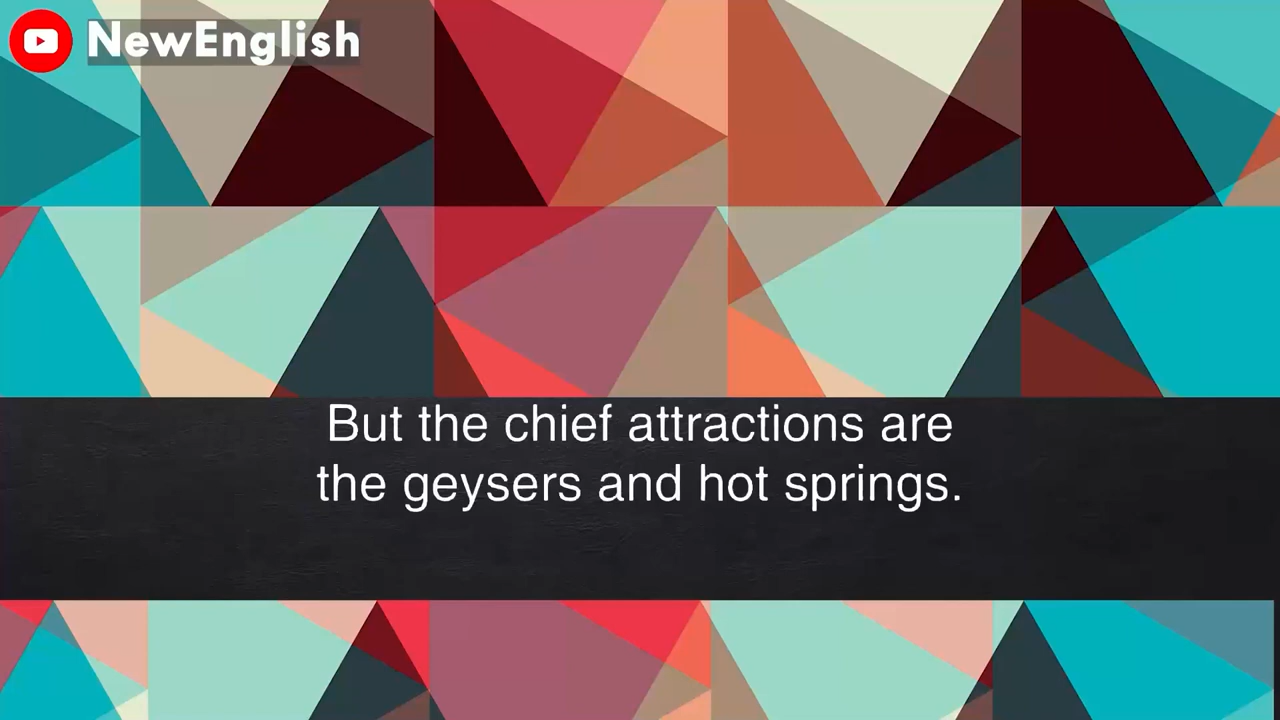 NewEnglish
But the chief attractions are
the geysers and hot springs.